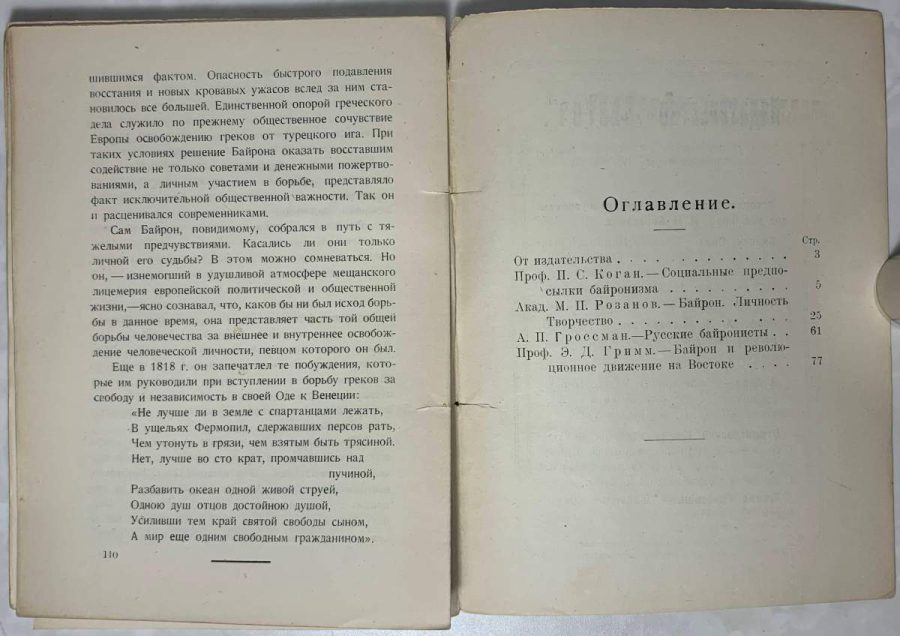 шившимся фактом. Опасность быстрого подавления
восстания и новых кровавых ужасов вслед за ним ста-
новилось все большей. Единственной опорой греческого
дела служило по прежнему общественное сочувствие
Европы освобождению греков от турецкого ига. При
таких условиях решение Байрона оказать восставшим
содействие не только советами и денежными пожертво-
ваниями, а личным участием в борьбе, представляло
факт исключительной общественной важности. Так он
и расценивался современниками.
Сам Байрон, повидимому, собрался в путь с тя-
желыми предчувствиями. Касались ли они только
личной его судьбы? В этом можно сомневаться. Но
он, — изнемогший в удушливой атмосфере мещанского
лицемерия европейской политической и общественной
жизни,—ясно сознавал, что, каков бы ни был исход борь-
бы в данное время, она представляет часть той общей
борьбы человечества за внешнее и внутреннее освобож-
дение человеческой личности, певцом которого он был.
Еще в 1818 г. он запечатлел те побуждения, кото-
рые им руководили при вступлении в борьбу греков за
свободу и независимость в своей Оде к Венеции:
«Не лучше ли в земле с спартанцами лежать,
В ущельях Фермопил, сдержавших персов рать,
Чем утонуть в грязи, чем взятым быть трясиной.
Нет, лучше во сто крат, промчавшись над
пучиной,
Разбавить океан одной живой струей,
Одною душ отцов достойною душой,
Усиливши тем край святой свободы сыном,
А мир еще одним свободным гражданином».
110
Оглавление.
Стр.
От издательства . . . . . . . . . . . 3
Проф. П. С. Коган.—Социальные предпо-
сылки байронизма . . . . . . . . . 5
Акад. М. Н. Розанов.—Байрон. Личность
Творчество . . . . . . . . . . . . 25
А. П. Гроссман.—Русские байронисты . . 61
Проф. Э. Д. Гримм.—Байрон и револю-
ционное движение на Востоке . . . . 77